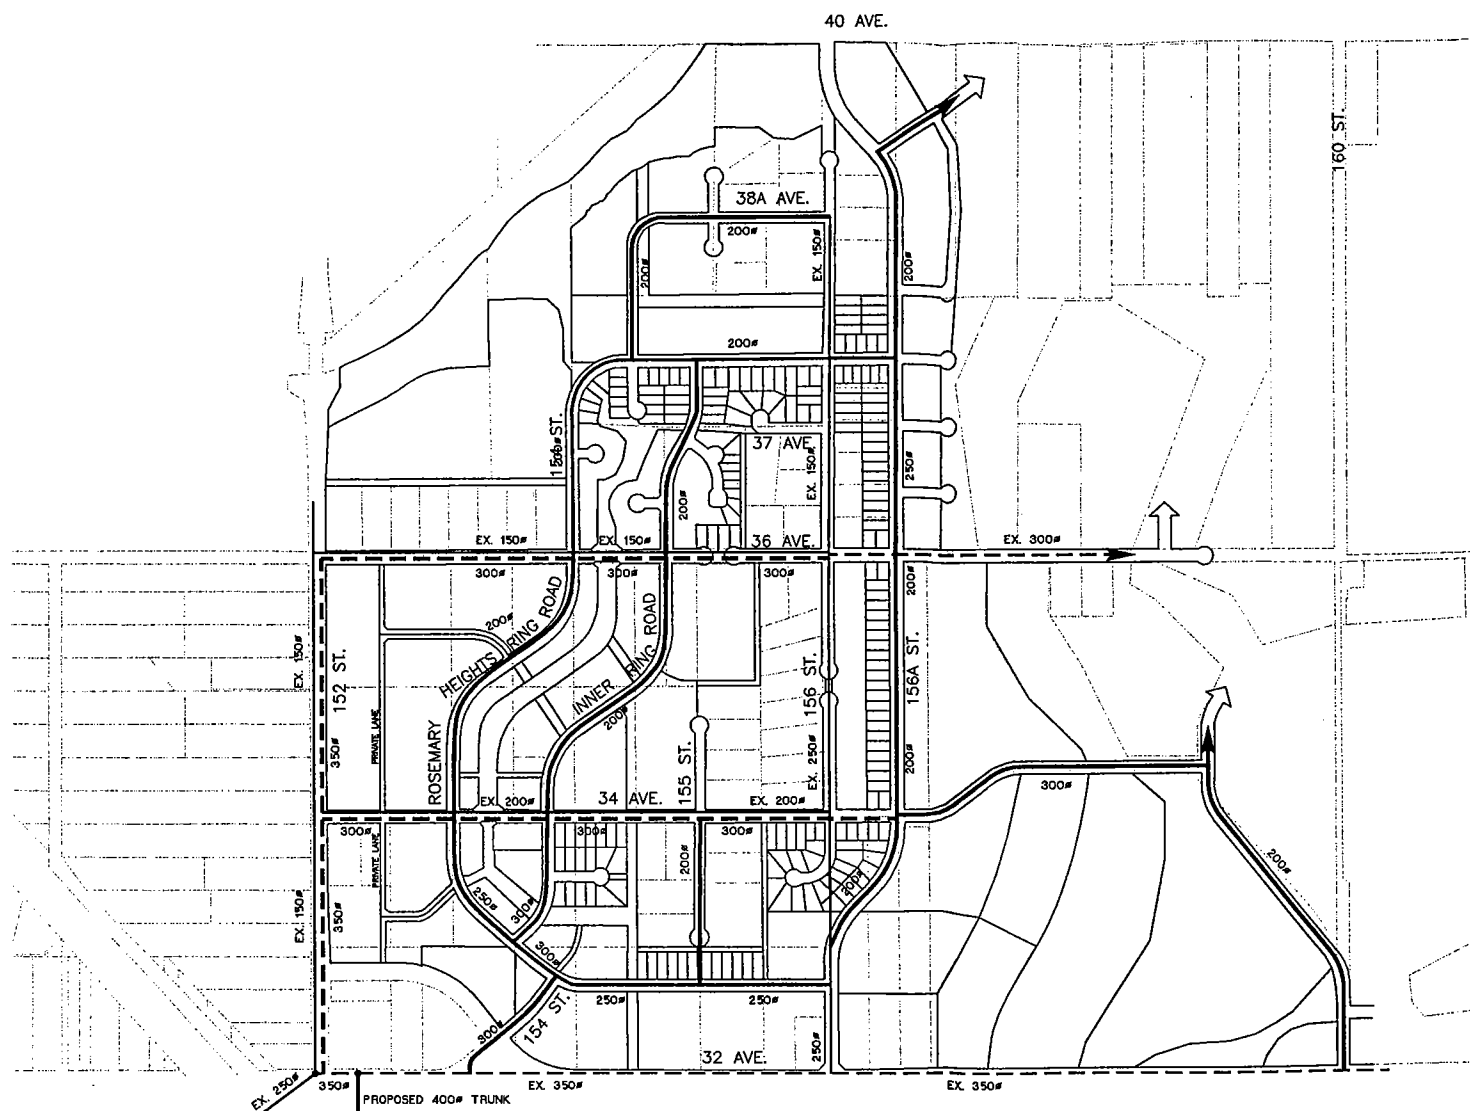 40 AVE.
160 ST.
38A AVE.
200ø
EX. 150ø
200ø
200ø
200ø
154 ST.
200ø
37 AVE.
EX. 150ø
250ø
200ø
EX. 150ø
EX. 150ø
36 AVE.
EX. 300ø
300ø
300ø
300ø
200ø
200ø
HEIGHTS RING ROAD
INNER RING ROAD
EX. 150ø
152 ST.
156 ST.
156A ST.
200ø
ROSEMARY
PRIVATE LANE
350ø
155 ST.
EX. 250ø
200ø
300ø
EX. 200ø
34 AVE.
EX. 200ø
300ø
300ø
300ø
PRIVATE LANE
200ø
200ø
200ø
EX. 150ø
350ø
250ø
300ø
300ø
250ø
250ø
300ø
154 ST.
32 AVE.
250ø
EX. 250ø
350ø
EX. 350ø
EX. 350ø
PROPOSED 400ø TRUNK